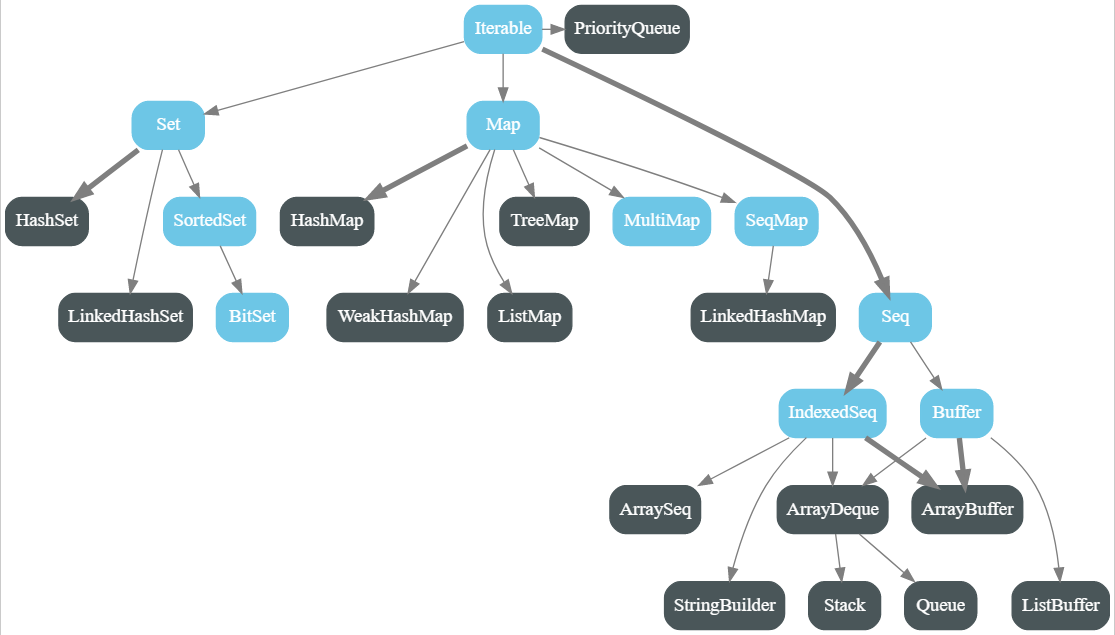 Iterable
PriorityQueue
Set
Map
HashSet
SortedSet
HashMap
TreeMap
MultiMap
SeqMap
LinkedHashSet
BitSet
WeakHashMap
ListMap
LinkedHashMap
Seq
IndexedSeq
Buffer
ArraySeq
ArrayDeque
ArrayBuffer
StringBuilder
Stack
Queue
ListBuffer